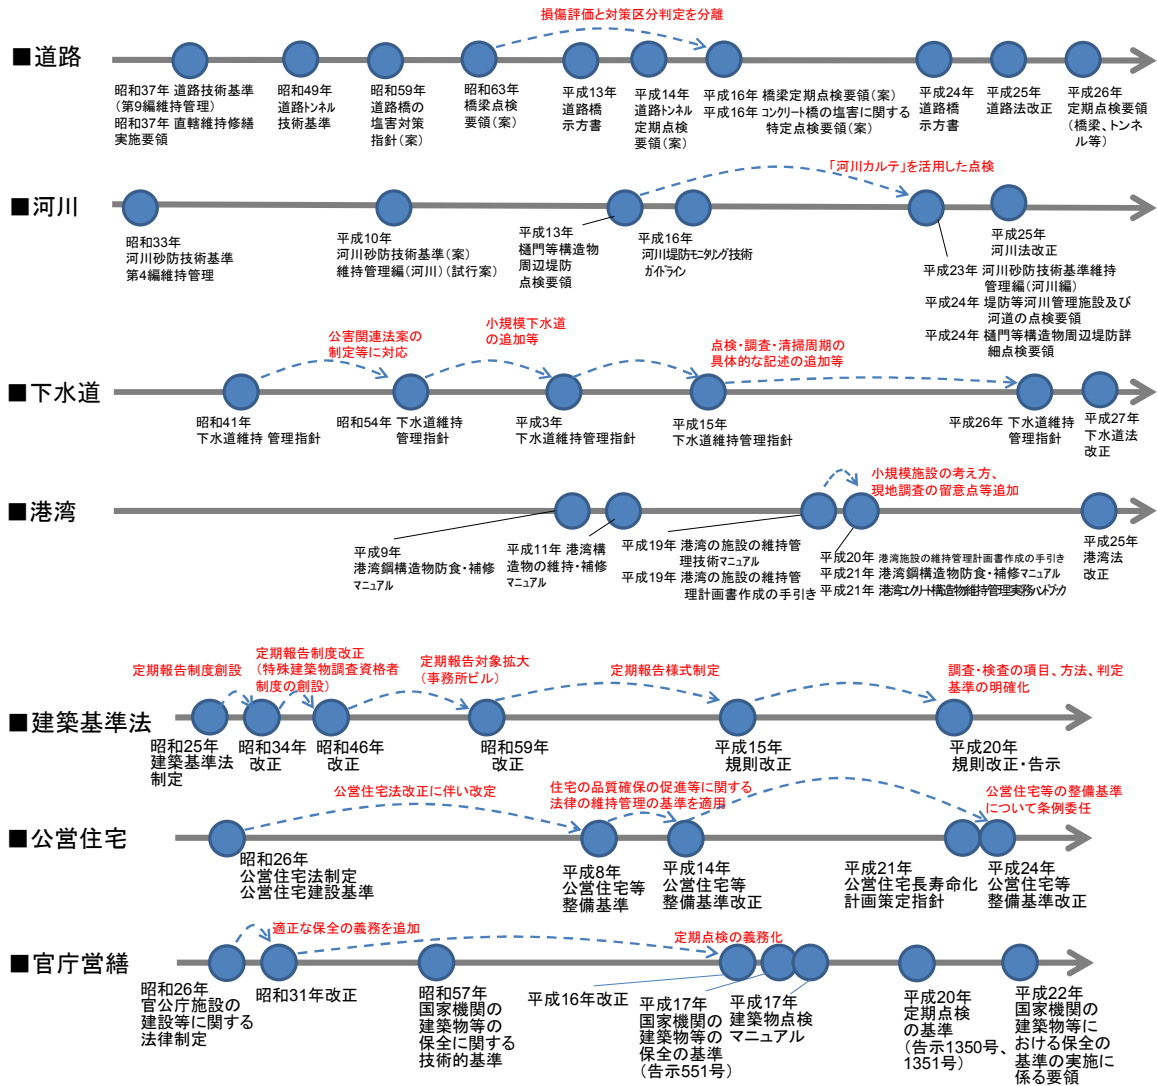 損傷評価と対策区分判定を分離
■道路
昭和37年 道路技術基準
(第9編維持管理)
昭和37年 直轄維持修繕
実施要領
昭和49年
道路トンネル
技術基準
昭和59年
道路橋の
塩害対策
指針(案)
昭和63年
橋梁点検
要領(案)
平成13年
道路橋
示方書
平成14年
道路トンネル
定期点検
要領(案)
平成16年 橋梁定期点検要領(案)
平成16年 コンクリート橋の塩害に関する
特定点検要領(案)
平成24年
道路橋
示方書
平成25年
道路法改正
平成26年
定期点検要領
(橋梁、トンネ
ル等)
「河川カルテ」を活用した点検
■河川
昭和33年
河川砂防技術基準
第4編維持管理
平成10年
河川砂防技術基準(案)
維持管理編(河川)(試行案)
平成13年
樋門等構造物
周辺堤防
点検要領
平成16年
河川堤防モニタリング技術
ガイドライン
平成25年
河川法改正
平成23年 河川砂防技術基準維持
管理編(河川編)
平成24年 堤防等河川管理施設及び
河道の点検要領
平成24年 樋門等構造物周辺堤防詳
細点検要領
公害関連法案の
制定等に対応
小規模下水道
の追加等
点検・調査・清掃周期の
具体的な記述の追加等
■下水道
昭和41年
下水道維持 管理指針
昭和54年 下水道維持
管理指針
平成3年
下水道維持管理指針
平成15年
下水道維持管理指針
平成26年 下水道維持
管理指針
平成27年
下水道法
改正
小規模施設の考え方、
現地調査の留意点等追加
■港湾
平成9年
港湾鋼構造物防食・補修
マニュアル
平成11年 港湾構
造物の維持・補修
マニュアル
平成19年 港湾の施設の維持管
理技術マニュアル
平成19年 港湾の施設の維持管
理計画書作成の手引き
平成20年 港湾施設の維持管理計画書作成の手引き
平成21年 港湾鋼構造物防食・補修マニュアル
平成21年 港湾コンクリート構造物維持管理実務ハンドブック
平成25年
港湾法
改正
定期報告制度創設
定期報告制度改正
(特殊建築物調査資格者
制度の創設)
定期報告対象拡大
(事務所ビル)
定期報告様式制定
調査・検査の項目、方法、判定
基準の明確化
■建築基準法
昭和25年
建築基準法
制定
昭和34年
改正
昭和46年
改正
昭和59年
改正
平成15年
規則改正
平成20年
規則改正・告示
公営住宅法改正に伴い改定
住宅の品質確保の促進等に関する
法律の維持管理の基準を適用
公営住宅等の整備基準
について条例委任
■公営住宅
昭和26年
公営住宅法制定
公営住宅建設基準
平成8年
公営住宅等
整備基準
平成14年
公営住宅等
整備基準改正
平成21年
公営住宅長寿命化
計画策定指針
平成24年
公営住宅等
整備基準改正
適正な保全の義務を追加
定期点検の義務化
■官庁営繕
昭和26年
官公庁施設の
建設等に関する
法律制定
昭和31年改正
昭和57年
国家機関の
建築物等の
保全に関する
技術的基準
平成16年改正
平成17年
国家機関の
建築物等の
保全の基準
(告示551号)
平成17年
建築物点検
マニュアル
平成20年
定期点検
の基準
(告示1350号、
1351号)
平成22年
国家機関の
建築物等に
おける保全の
基準の実施に
係る要領